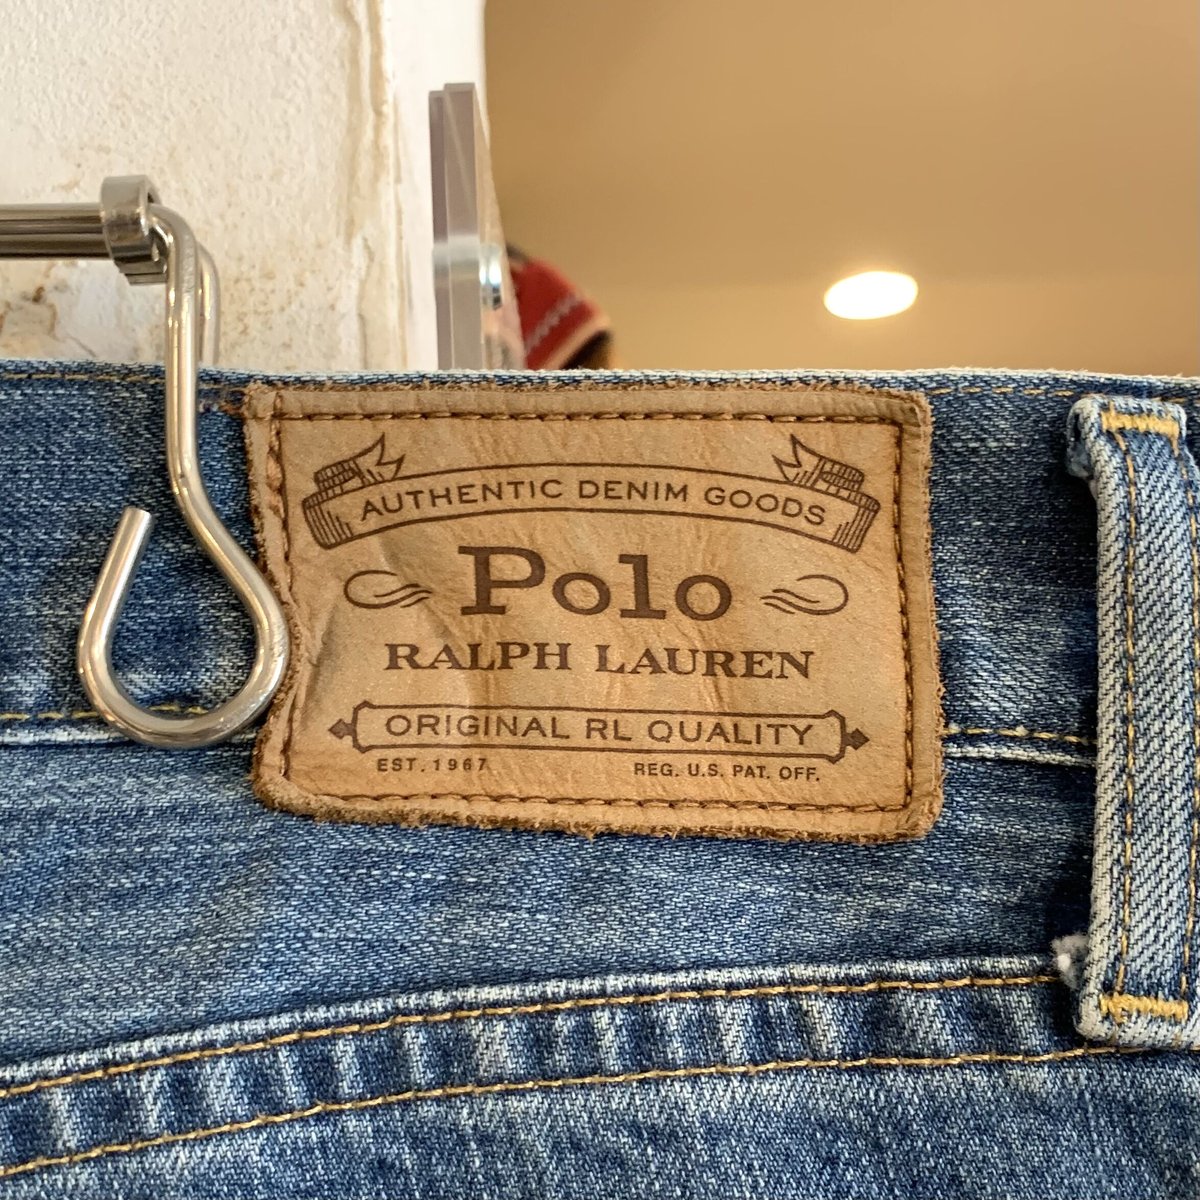 AUTHENTIC DENIM GOODS
Polo
RALPH LAUREN
ORIGINAL RL QUALITY
EST. 1967 REG. U.S. PAT. OFF.